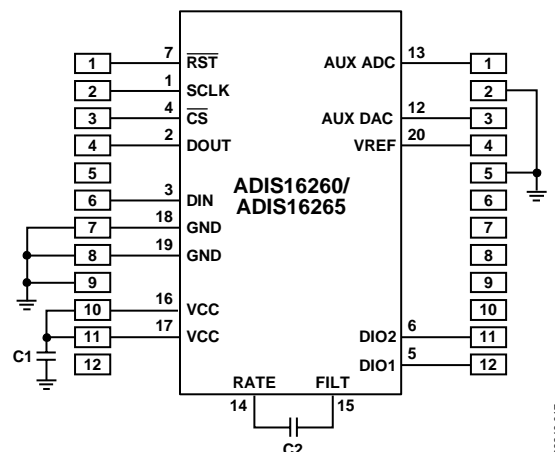 7 RST AUX ADC 13
1 1
1 SCLK
2 2
4 CS AUX DAC 12
3 3
2 DOUT VREF 20
4 4
5 5
ADIS16260/
ADIS16265
3 DIN
6 6
18 GND
7 7
19 GND
8 8
9 9
16 VCC
10 10
17 VCC DIO2 6
11 11
C1
DIO1 5
12 12
RATE FILT
14 15
C2